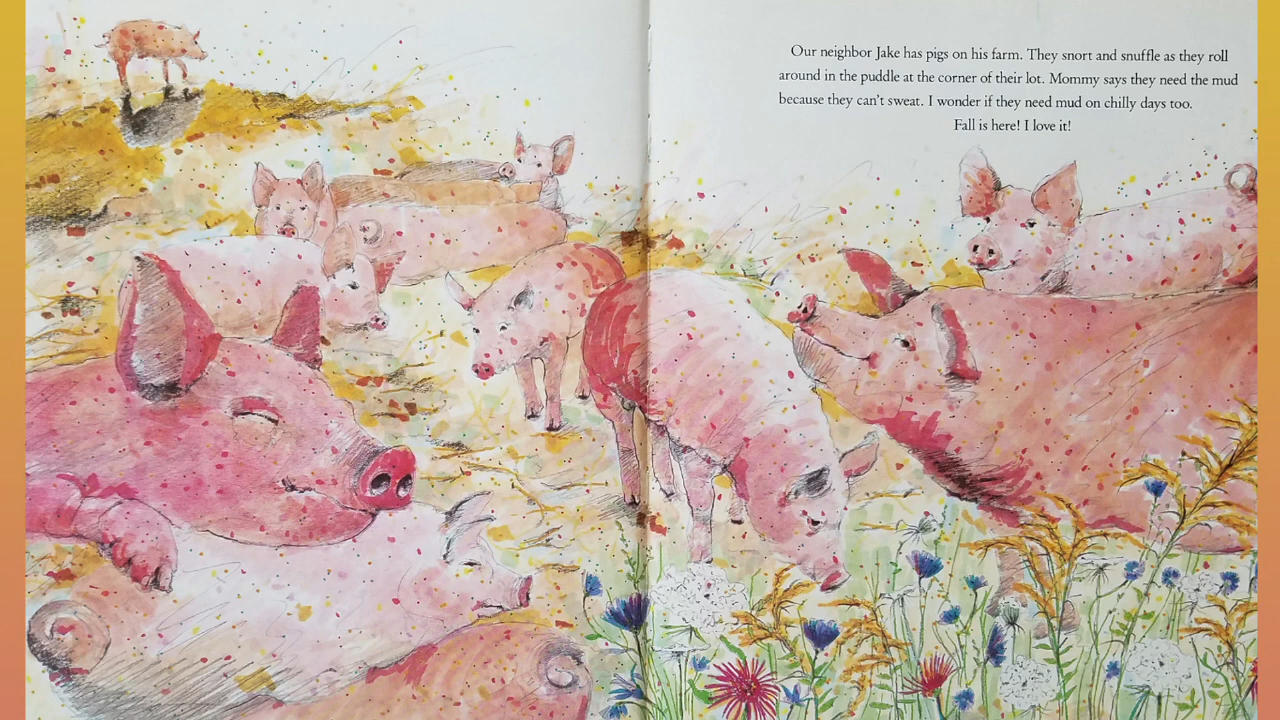 Our neighbor Jake has pigs on his farm. They snort and snuffle as they roll
around in the puddle at the corner of their lot. Mommy says they need the mud
because they can't sweat. I wonder if they need mud on chilly days too.
Fall is here! I love it!